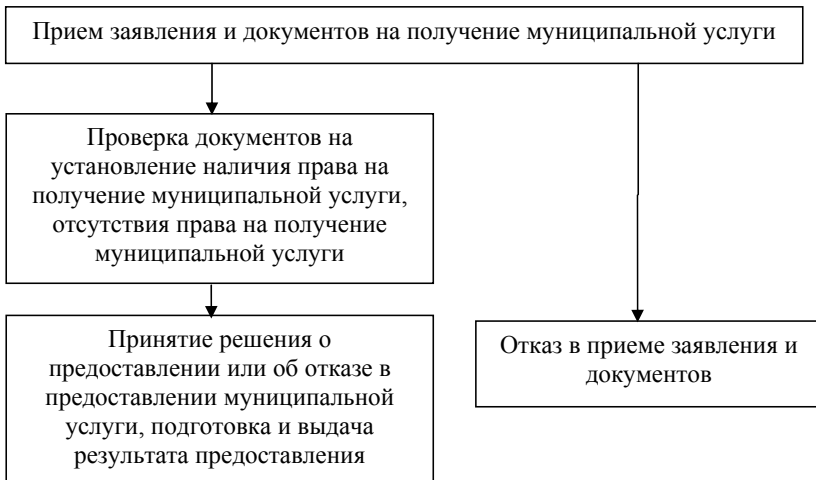 Прием заявления и документов на получение муниципальной услуги
Проверка документов на
установление наличия права на
получение муниципальной услуги,
отсутствия права на получение
муниципальной услуги
Принятие решения о
предоставлении или об отказе в
предоставлении муниципальной
услуги, подготовка и выдача
результата предоставления
Отказ в приеме заявления и
документов